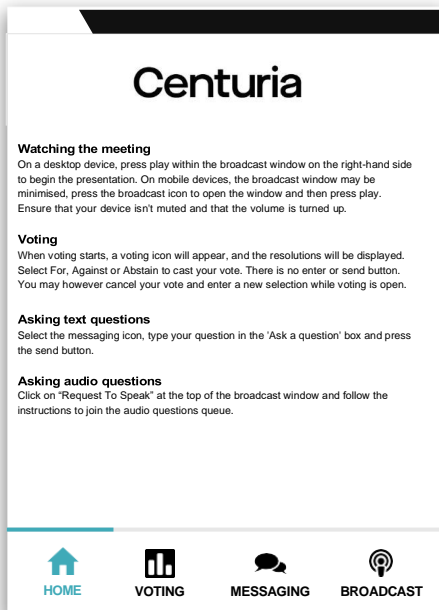 Centuria
Watching the meeting
On a desktop device, press play within the broadcast window on the right-hand side
to begin the presentation. On mobile devices, the broadcast window may be
minimised, press the broadcast icon to open the window and then press play.
Ensure that your device isn't muted and that the volume is turned up.
Voting
When voting starts, a voting icon will appear, and the resolutions will be displayed.
Select For, Against or Abstain to cast your vote. There is no enter or send button.
You may however cancel your vote and enter a new selection while voting is open.
Asking text questions
Select the messaging icon, type your question in the 'Ask a question' box and press
the send button.
Asking audio questions
Click on “Request To Speak” at the top of the broadcast window and follow the
instructions to join the audio questions queue.
HOME VOTING MESSAGING BROADCAST